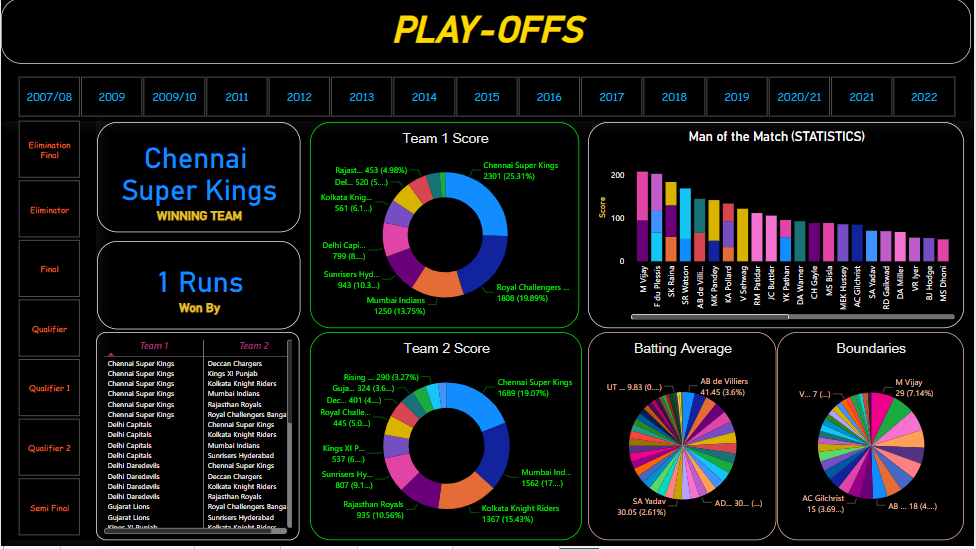 PLAY-OFFS
2007/08
2009
2009/10
2011
2012
2013
2014
2015
2016
2017
2018
2019
2020/21
2021
2022
Elimination
Final
Eliminator
Final
Qualifier
Qualifier 1
Qualifier 2
Semi Final
Chennai
Super Kings
WINNING TEAM
1 Runs
Won By
Team 1 Team 2
Chennai Super Kings Deccan Chargers
Chennai Super Kings Kings XI Punjab
Chennai Super Kings Kolkata Knight Riders
Chennai Super Kings Mumbai Indians
Chennai Super Kings Rajasthan Royals
Chennai Super Kings Royal Challengers Banga
Delhi Capitals Chennai Super Kings
Delhi Capitals Kolkata Knight Riders
Delhi Capitals Mumbai Indians
Delhi Capitals Sunrisers Hyderabad
Delhi Daredevils Chennai Super Kings
Delhi Daredevils Deccan Chargers
Delhi Daredevils Kolkata Knight Riders
Delhi Daredevils Rajasthan Royals
Gujarat Lions Royal Challengers Banga
Gujarat Lions Sunrisers Hyderabad
Kings XI Punjab Kolkata Knight Riders
Team 1 Score
Chennai Super Kings
2301 (25.31%)
Royal Challengers ...
1808 (19.89%)
Mumbai Indians
1250 (13.75%)
Sunrisers Hyd...
943 (10.3...)
Delhi Capi...
799 (8....)
Kolkata Knig...
561 (6.1...)
Del... 520 (5....)
Rajast... 453 (4.98%)
Team 2 Score
Chennai Super Kings
1689 (19.07%)
Mumbai Ind...
1562 (17....)
Kolkata Knight Riders
1367 (15.43%)
Rajasthan Royals
935 (10.56%)
Sunrisers Hy...
807 (9.1...)
Kings XI P...
537 (6....)
Royal Challe...
445 (5.0...)
Dec... 401 (4....)
Guja... 324 (3.6...)
Rising ... 290 (3.27%)
Man of the Match (STATISTICS)
Score
200
100
0
M Vijay
F du Plessis
SK Raina
SR Watson
AB de Villi...
MK Pandey
KA Pollard
V Sehwag
RM Patidar
JC Buttler
YK Pathan
DA Warner
CH Gayle
MS Bisla
MEK Hussey
AC Gilchrist
SA Yadav
RD Gaikwad
DA Miller
VR Iyer
BJ Hodge
MS Dhoni
Batting Average
UT ... 9.83 (0....)
AB de Villiers
41.45 (3.6%)
SA Yadav
30.05 (2.61%)
AD... 30.... (...)
Boundaries
V... 7 (...)
M Vijay
29 (7.14%)
AC Gilchrist
15 (3.69...)
AB ... 18 (4....)